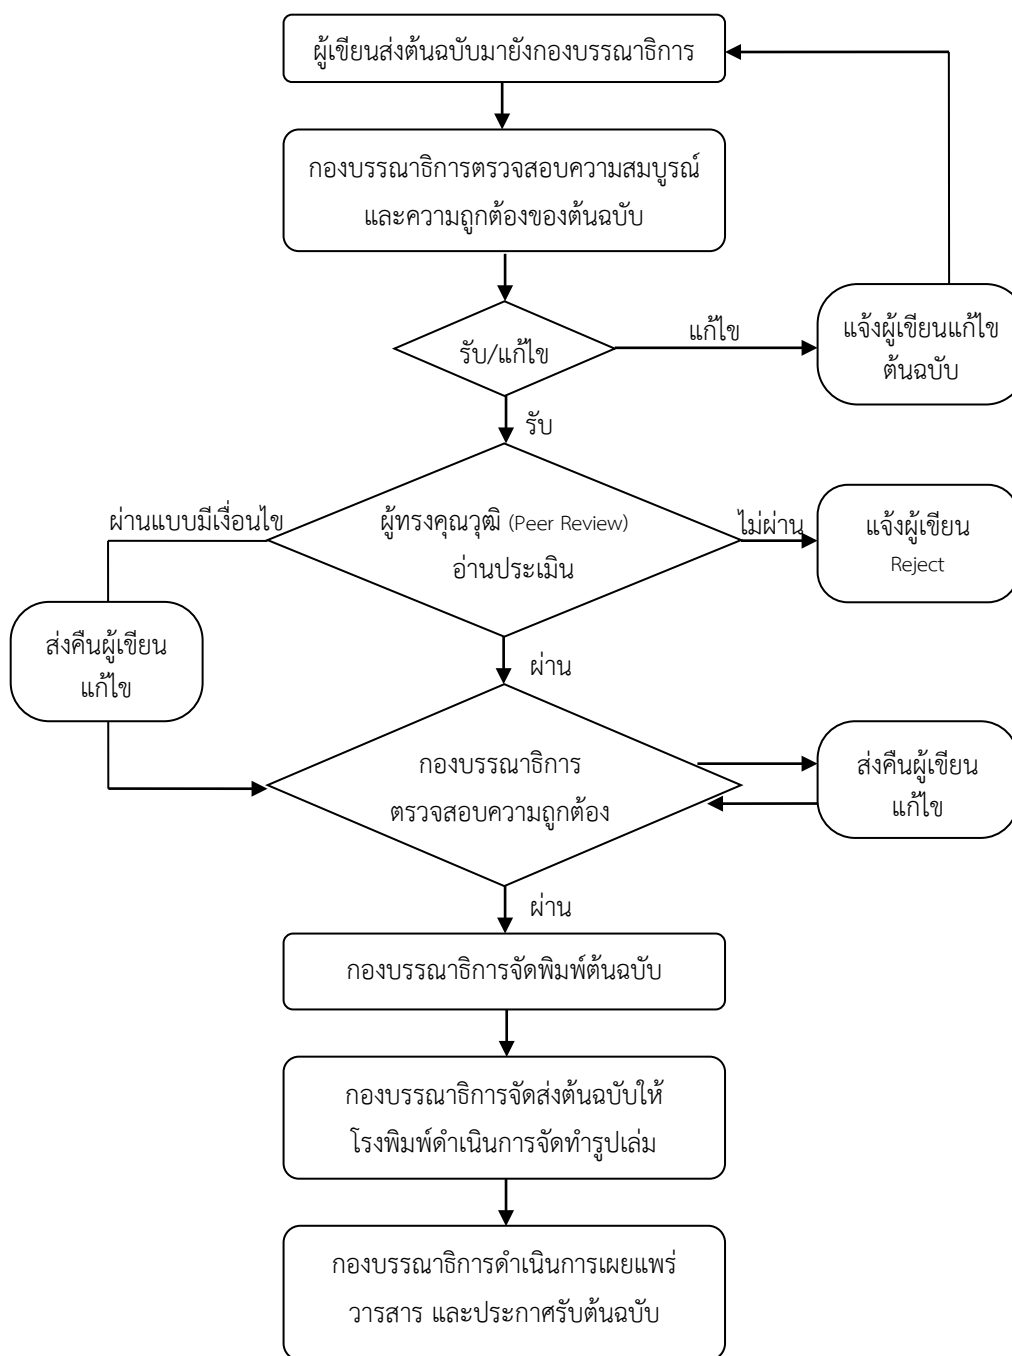 ผู้เขียนส่งต้นฉบับมายังกองบรรณาธิการ
กองบรรณาธิการตรวจสอบความสมบูรณ์
และความถูกต้องของต้นฉบับ
รับ/แก้ไข
แก้ไข
แจ้งผู้เขียนแก้ไข
ต้นฉบับ
รับ
ผ่านแบบมีเงื่อนไข
ผู้ทรงคุณวุฒิ (Peer Review)
อ่านประเมิน
ไม่ผ่าน
แจ้งผู้เขียน
Reject
ส่งคืนผู้เขียน
แก้ไข
ผ่าน
กองบรรณาธิการ
ตรวจสอบความถูกต้อง
ส่งคืนผู้เขียน
แก้ไข
ผ่าน
กองบรรณาธิการจัดพิมพ์ต้นฉบับ
กองบรรณาธิการจัดส่งต้นฉบับให้
โรงพิมพ์ดำเนินการจัดทำรูปเล่ม
กองบรรณาธิการดำเนินการเผยแพร่
วารสาร และประกาศรับต้นฉบับ